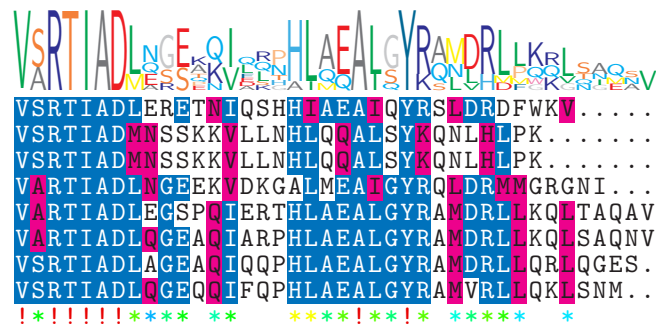 VSRTIADLERETNIQSHHIAEAIQYRSLDRDFWKV.....
VSRTIADMNSSKKVLLNHLQQALSYKQNLHLPK.......
VSRTIADMNSSKKVLLNHLQQALSYKQNLHLPK.......
VARTIADLNGEEKVDKGALMEAIGYRQLDRMMGRGNI...
VARTIADLEGSPQIERTHLAEALGYRAMDRLLKQLTAQAV
VARTIADLQGEAQIARPHLAEALGYRAMDRLLKQLSAQNV
VSRTIADLAGEAQIQQPHLAEALGYRAMDRLLQRLQGES.
VSRTIADLQGEQQIFQPHLAEALGYRAMVRLLQKLSNM..
!*!!!!!**** ** ****!**!* ***** *